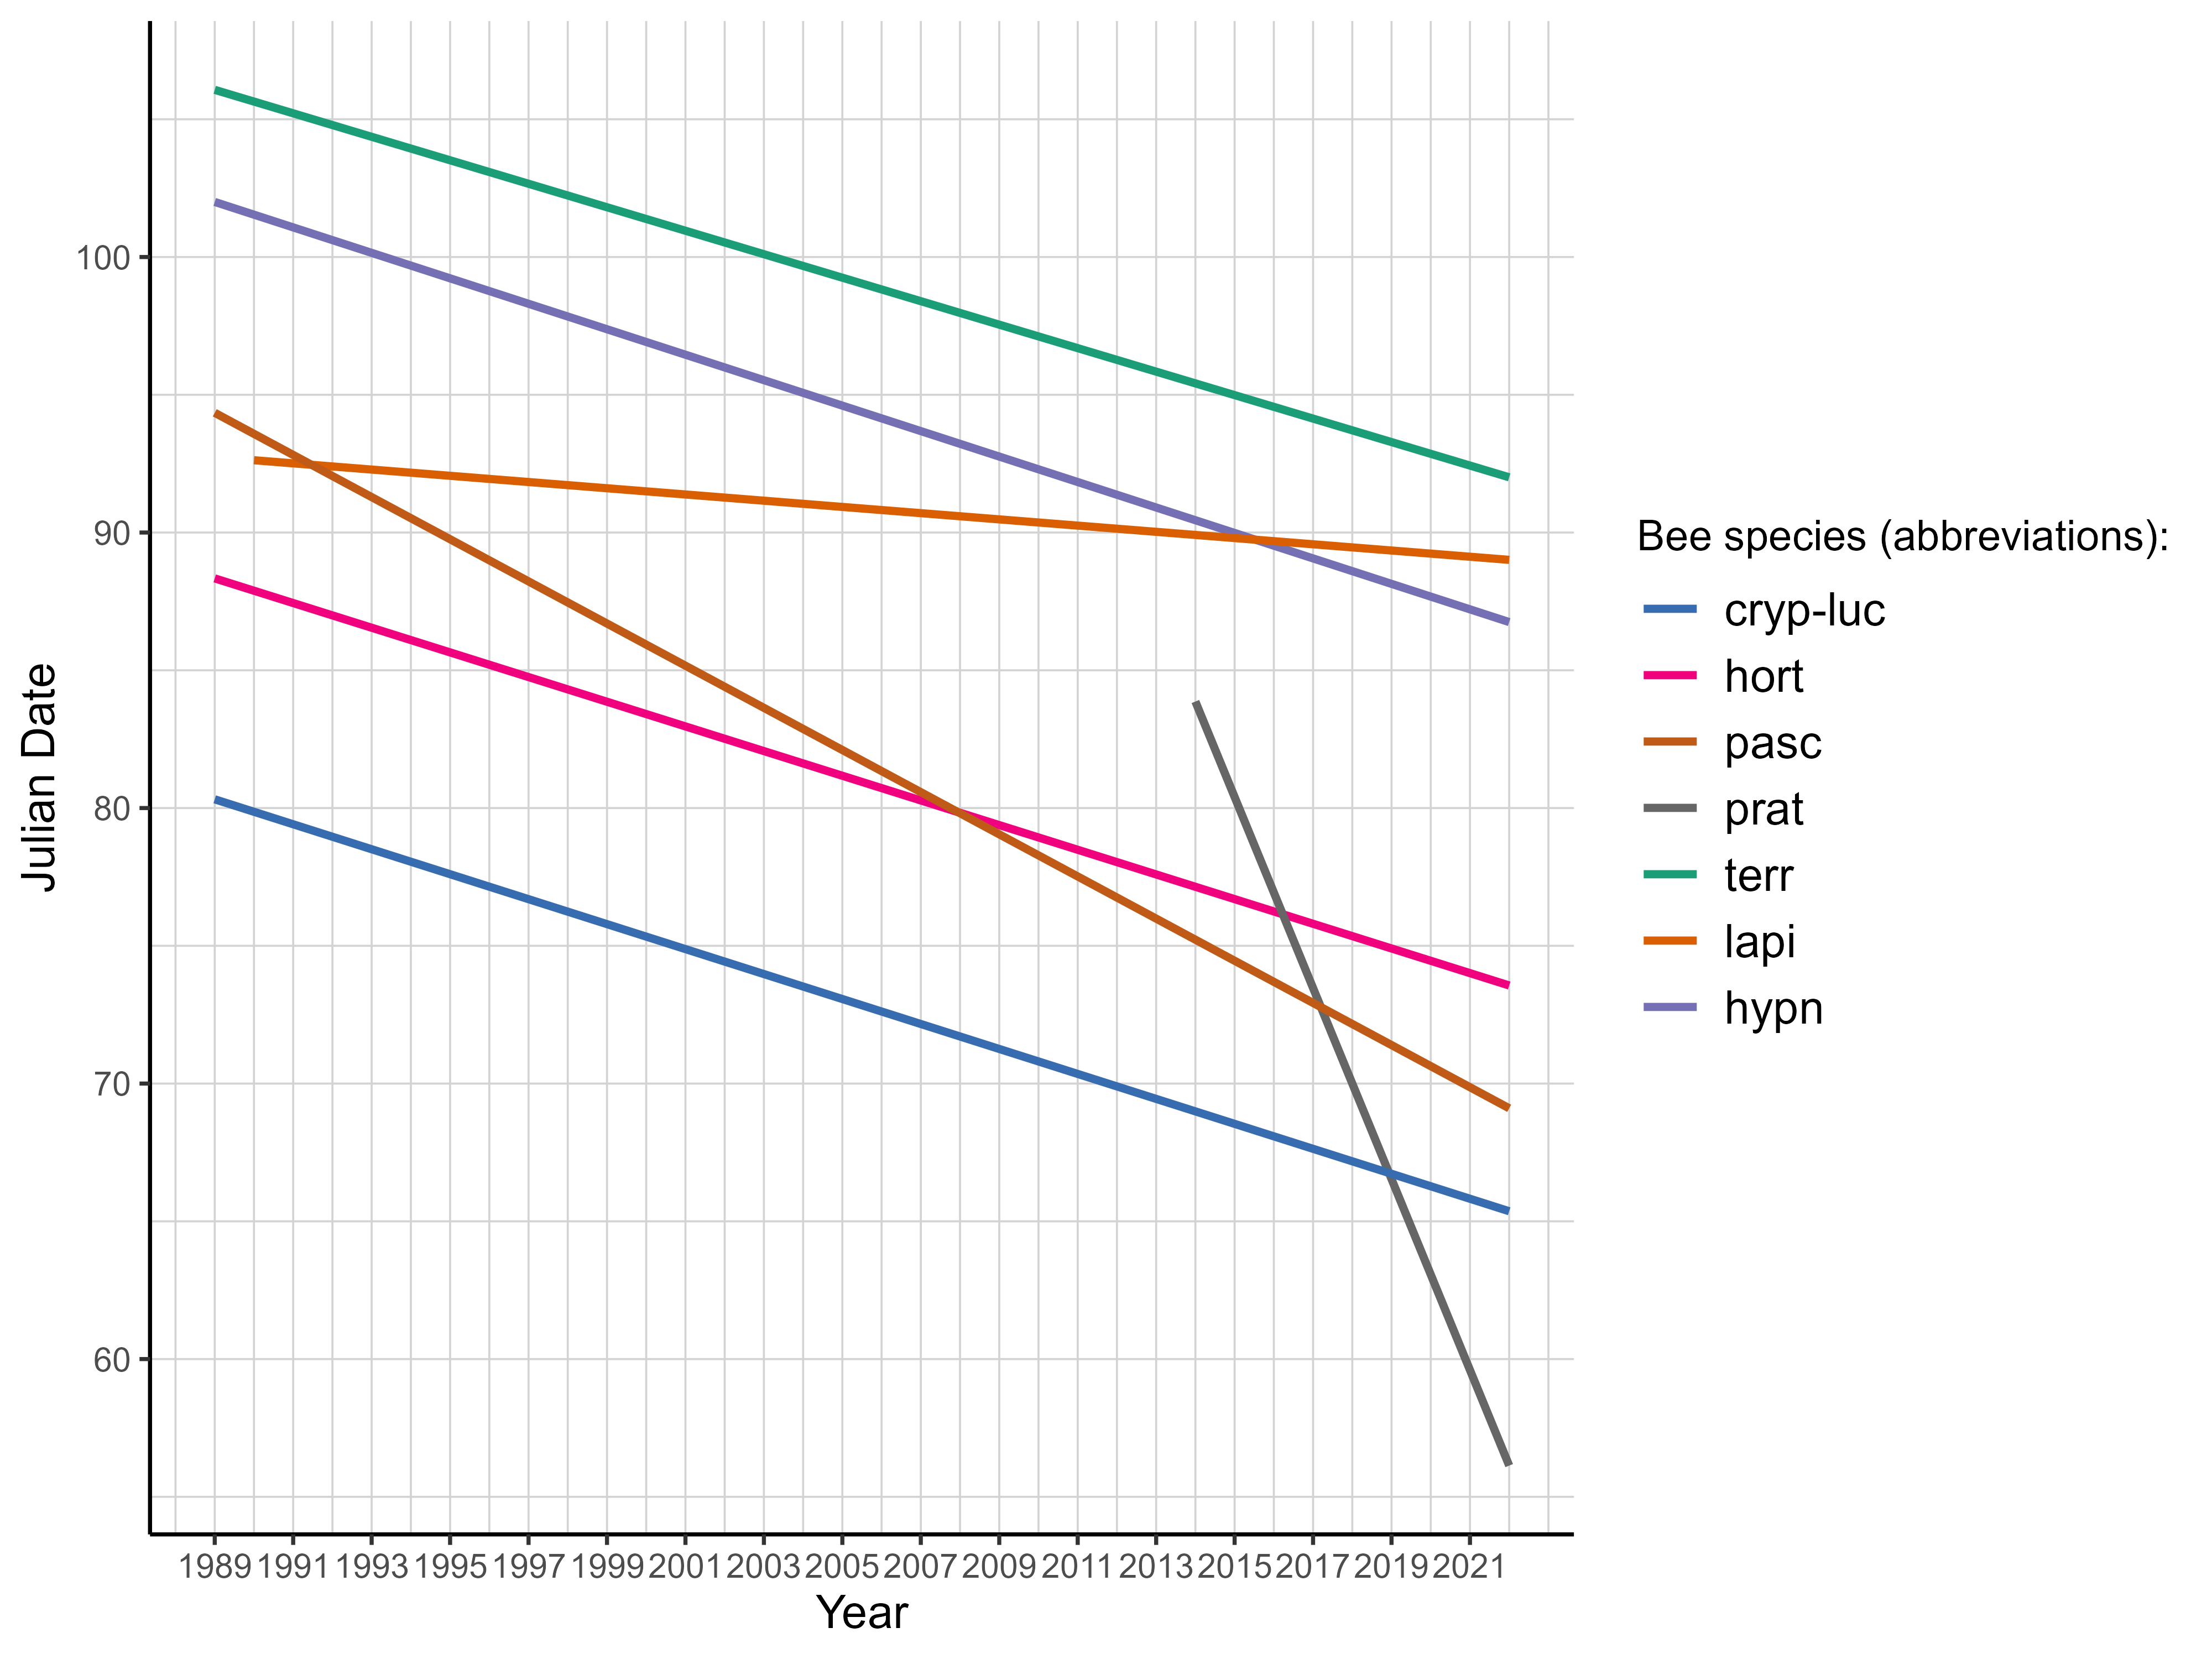 100
90
80
70
60
Julian Date
1989 1991 1993 1995 1997 1999 2001 2003 2005 2007 2009 2011 2013 2015 2017 2019 2021
Year
Bee species (abbreviations):
cryp-luc
hort
pasc
prat
terr
lapi
hypn